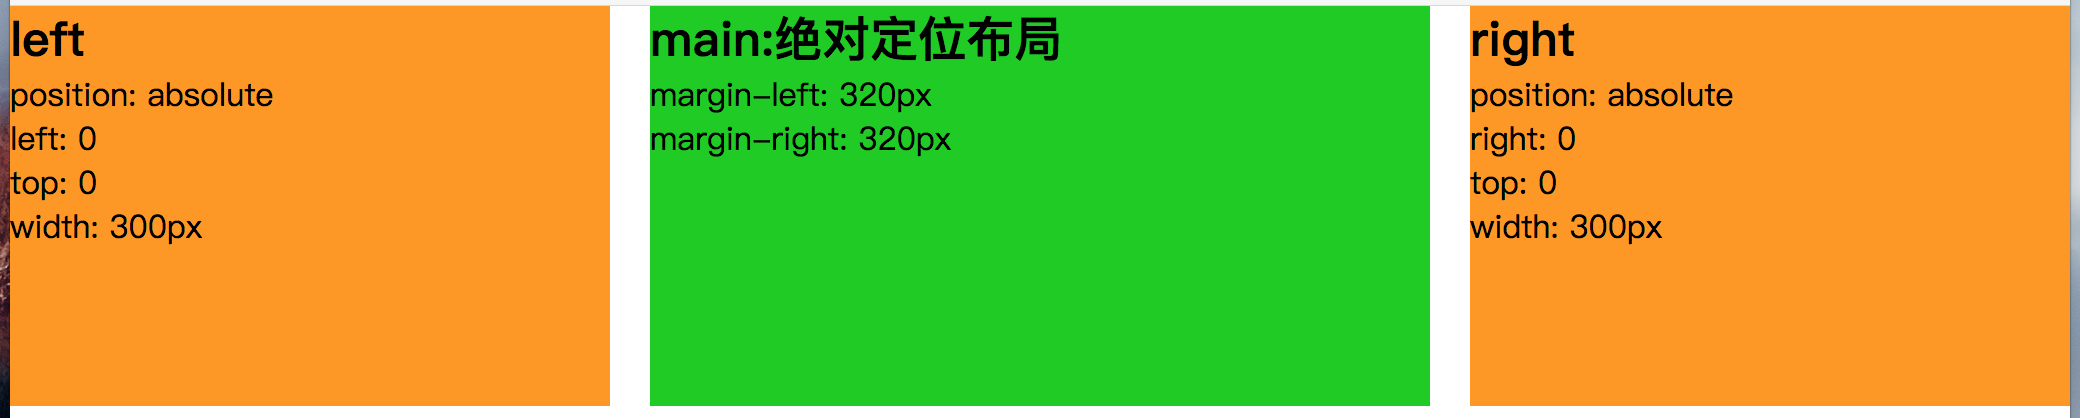 left
position: absolute
left: 0
top: 0
width: 300px
main:绝对定位布局
margin-left: 320px
margin-right: 320px
right
position: absolute
right: 0
top: 0
width: 300px